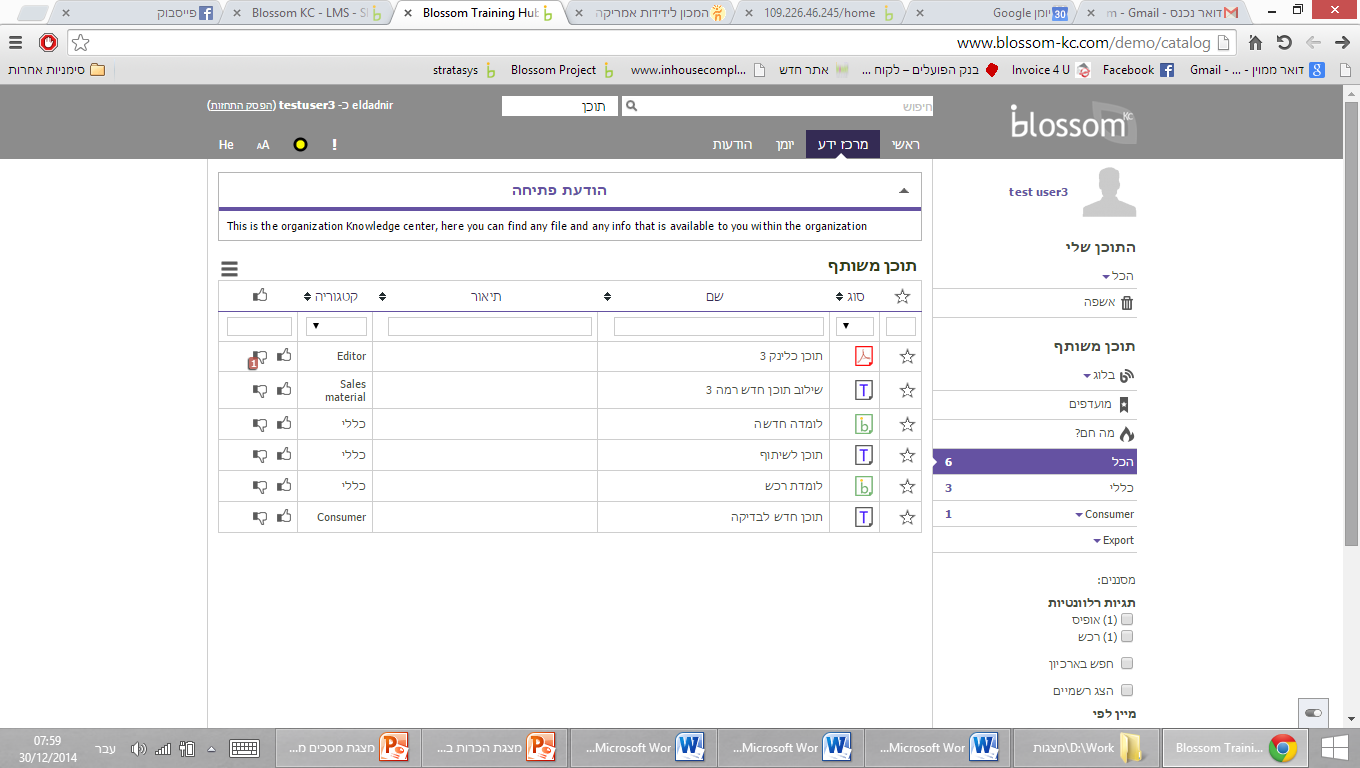 פייסבוק
Blossom KC - LMS - S
Blossom Training Hub
המכון לידידות אמריקה
109.226.46.245/home
יומן Google
דואר נכנס - m - Gmail
www.blossom-kc.com/demo/catalog
סימניות אחרות
stratasys
Blossom Project
www.inhousecompl...
אתר חדש
בנק הפועלים – לקוח ...
Invoice 4 U
Facebook
דואר ממוין - ... - Gmail
eldadnir כ- testuser3 (הפסק התחזות)
תוכן
חיפוש
blossom KC
ראשי
מרכז ידע
יומן
הודעות
!
AA
He
test user3
התוכן שלי
הכל
אשפה
תוכן משותף
בלוג
מועדפים
מה חם?
הכל 6
כללי 3
Consumer 1
Export
מסננים:
תגיות רלוונטיות
אופיס (1)
רכש (1)
חפש בארכיון
הצג רשמיים
מיין לפי
הודעת פתיחה
This is the organization Knowledge center, here you can find any file and any info that is available to you within the organization
תוכן משותף
סוג שם תיאור קטגוריה
תוכן כלינק 3 Editor 1
T שילוב תוכן חדש רמה 3 Sales
material
b לומדה חדשה כללי
T תוכן לשיתוף כללי
b לומדת רכש כללי
T תוכן חדש לבדיקה Consumer
07:59
30/12/2014
עבר
מצגת מסכים מ...
מצגת הכרות ב...
...Microsoft Wor
...Microsoft Wor
...Microsoft Wor
D:\Work\מצגות
Blossom Traini...